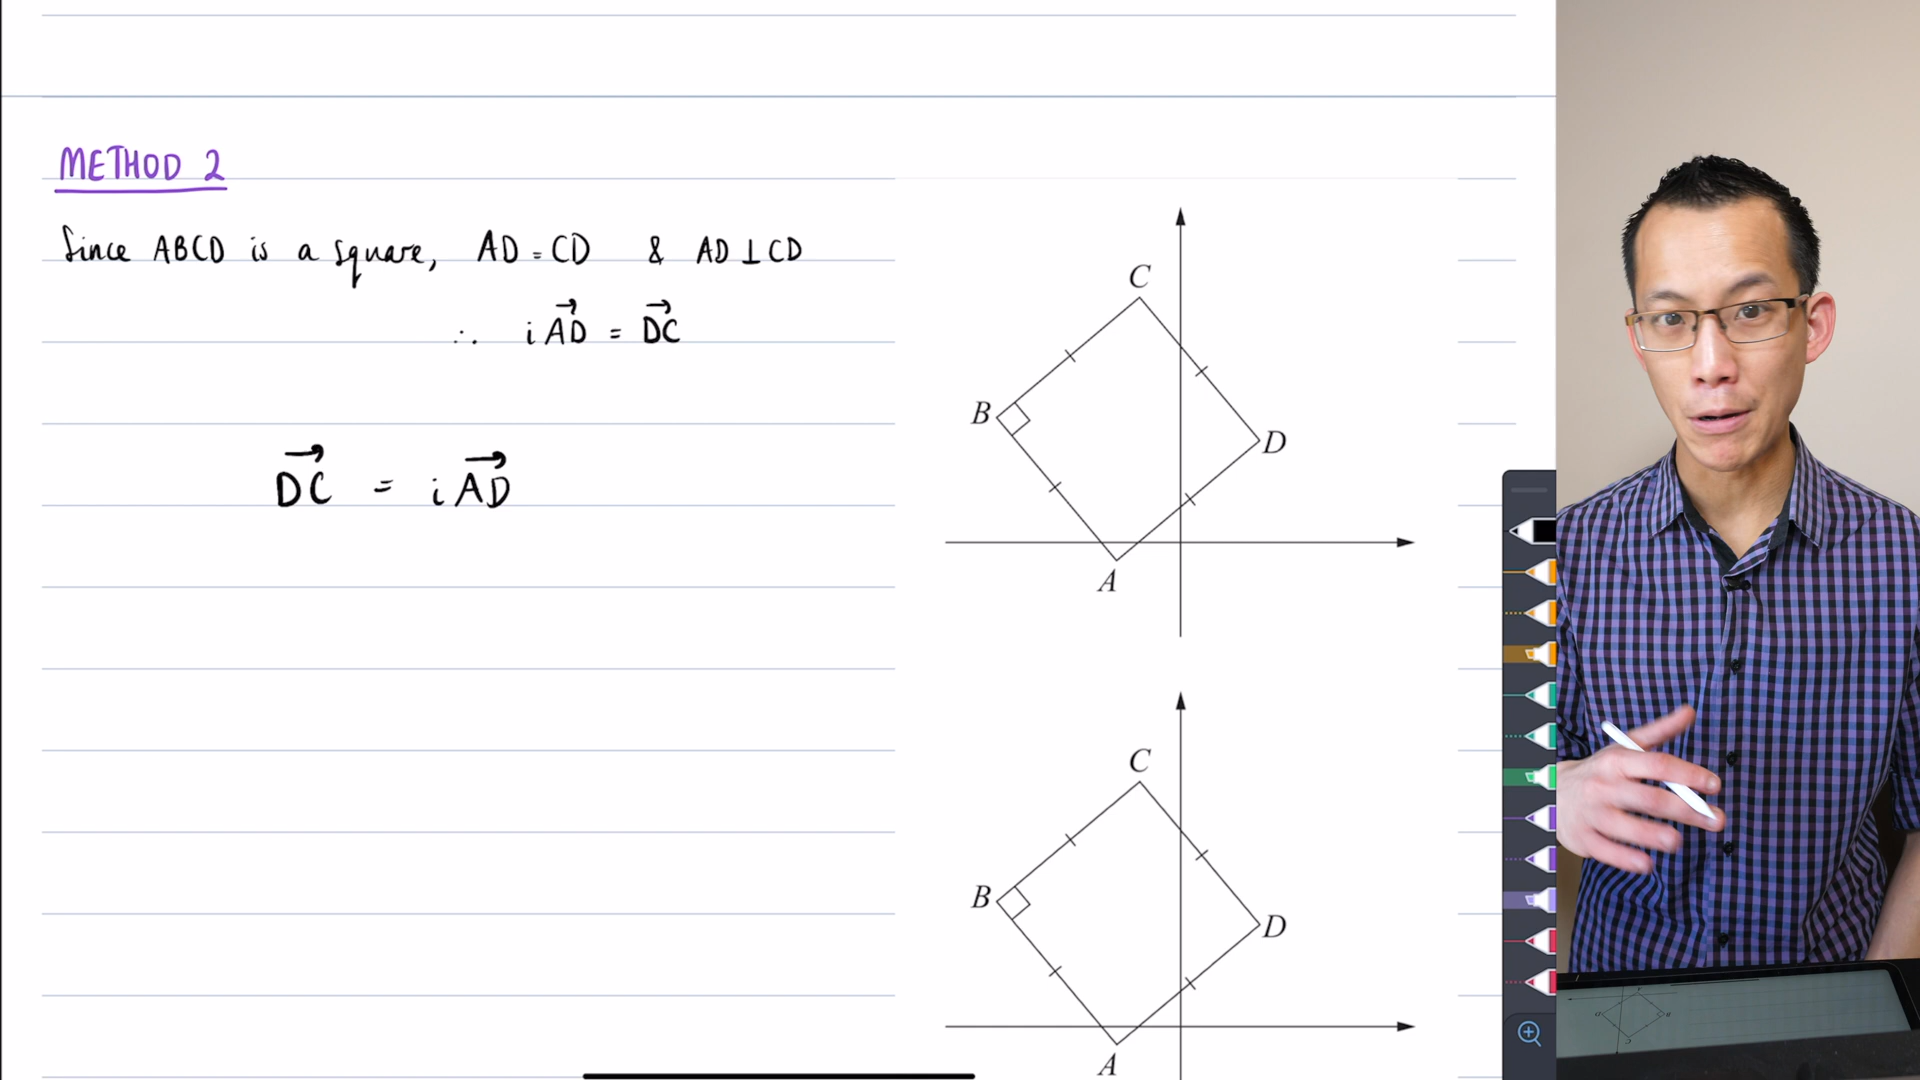 METHOD 2
Since ABCD is a square, AD = CD & AD ⊥ CD
∴ i AD→ = DC→
DC→ = i AD→
C
B
D
A
C
B
D
A